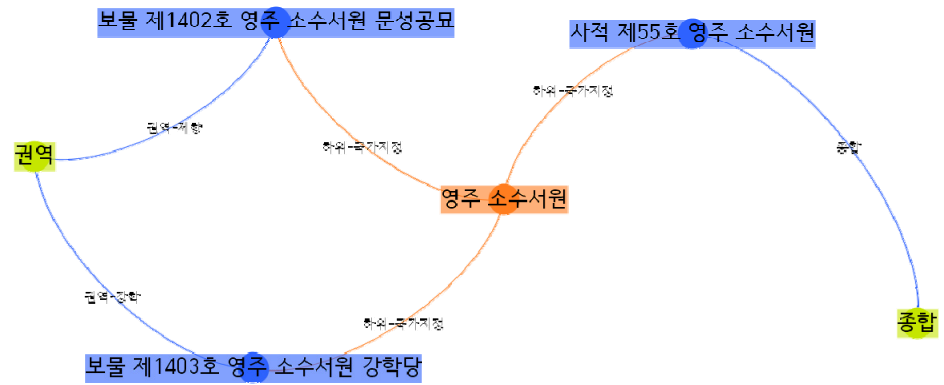 보물 제1402호 영주 소수서원 문성공묘
사적 제55호 영주 소수서원
하위-국가지정
권역-제향
하위-국가지정
종합
권역
영주 소수서원
권역-강학
하위-국가지정
종합
보물 제1403호 영주 소수서원 강학당